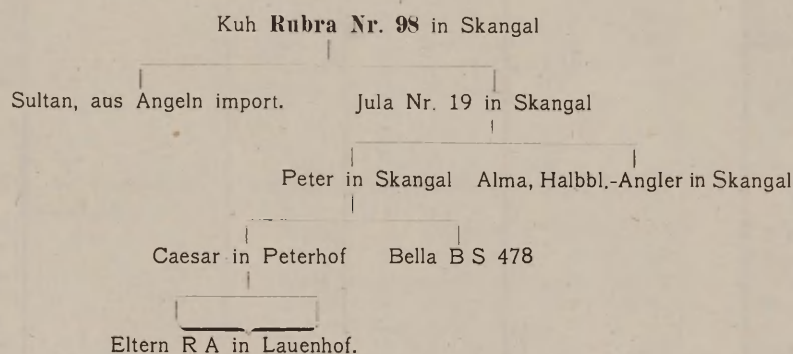 Kuh Rubra Nr. 98 in Skangal
Sultan, aus Angeln import. Jula Nr. 19 in Skangal
Peter in Skangal Alma, Halbbl.-Angler in Skangal
Caesar in Peterhof Bella B S 478
Eltern R A in Lauenhof.